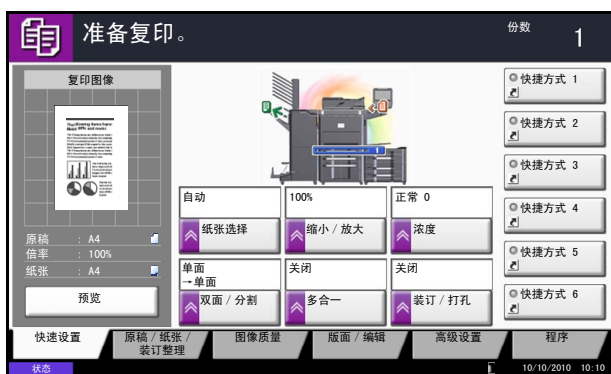 准备复印。
份数 1
复印图像
原稿 : A4
倍率 : 100%
纸张 : A4
预览
1
自动
纸张选择
100%
缩小 / 放大
正常 0
浓度
单面
→单面
双面 / 分割
关闭
多合一
关闭
装订 / 打孔
快捷方式 1
快捷方式 2
快捷方式 3
快捷方式 4
快捷方式 5
快捷方式 6
快速设置
原稿 / 纸张 /
装订整理
图像质量
版面 / 编辑
高级设置
程序
状态
10/10/2010 10:10